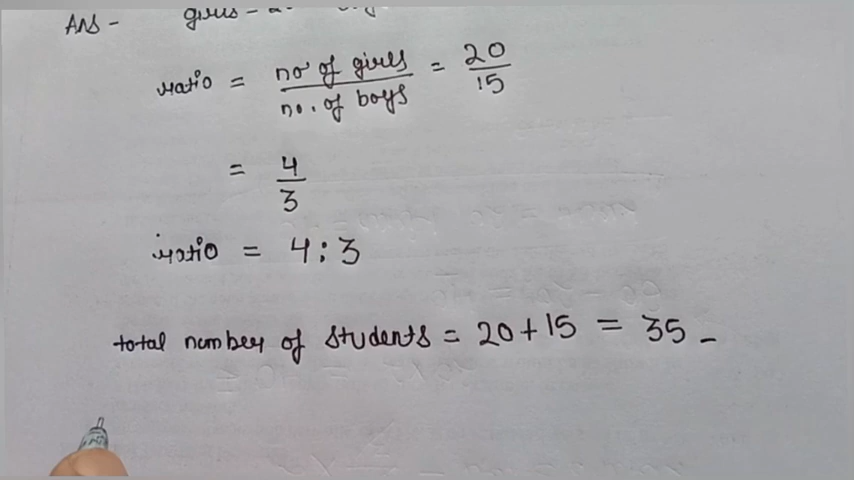 Ans - girls -
ratio = no of girls / no. of boys = 20 / 15
= 4 / 3
ratio = 4 : 3
total number of students = 20 + 15 = 35 -